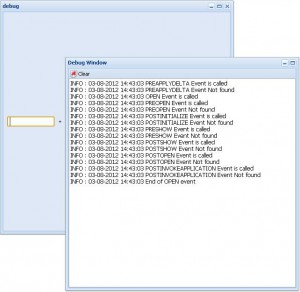 debug
Debug Window
Clear
INFO : 03-08-2012 14:43:03 PREAPPLYDELTA Event is called
INFO : 03-08-2012 14:43:03 PREAPPLYDELTA Event Not found
INFO : 03-08-2012 14:43:03 OPEN Event is called
INFO : 03-08-2012 14:43:03 PREOPEN Event is called
INFO : 03-08-2012 14:43:03 PREOPEN Event Not found
INFO : 03-08-2012 14:43:03 POSTINITIALIZE Event is called
INFO : 03-08-2012 14:43:03 POSTINITIALIZE Event Not found
INFO : 03-08-2012 14:43:03 PRESHOW Event is called
INFO : 03-08-2012 14:43:03 PRESHOW Event Not found
INFO : 03-08-2012 14:43:03 POSTSHOW Event is called
INFO : 03-08-2012 14:43:03 POSTSHOW Event Not found
INFO : 03-08-2012 14:43:03 POSTOPEN Event is called
INFO : 03-08-2012 14:43:03 POSTOPEN Event Not found
INFO : 03-08-2012 14:43:03 POSTINVOKEAPPLICATION Event is called
INFO : 03-08-2012 14:43:03 POSTINVOKEAPPLICATION Event Not found
INFO : 03-08-2012 14:43:03 End of OPEN event